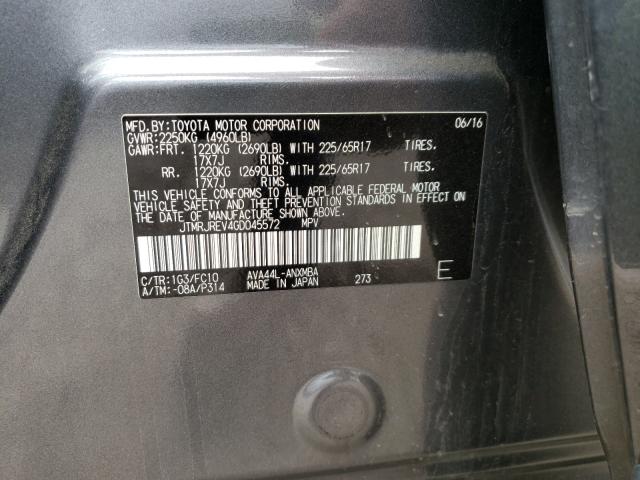 MFD.BY:TOYOTA MOTOR CORPORATION 06/16
GVWR:2250KG (4960LB)
GAWR:FRT. 1220KG (2690LB) WITH 225/65R17 TIRES.
17X7J RIMS.
RR. 1220KG (2690LB) WITH 225/65R17 TIRES.
17X7J RIMS.
THIS VEHICLE CONFORMS TO ALL APPLICABLE FEDERAL MOTOR
VEHICLE SAFETY AND THEFT PREVENTION STANDARDS IN EFFECT
ON THE DATE OF MANUFACTURE SHOWN ABOVE.
JTMRJREV4GD045572 MPV
C/TR:1G3/FC10 AVA44L-ANXMBA E
A/TM:-08A/P314 MADE IN JAPAN 273